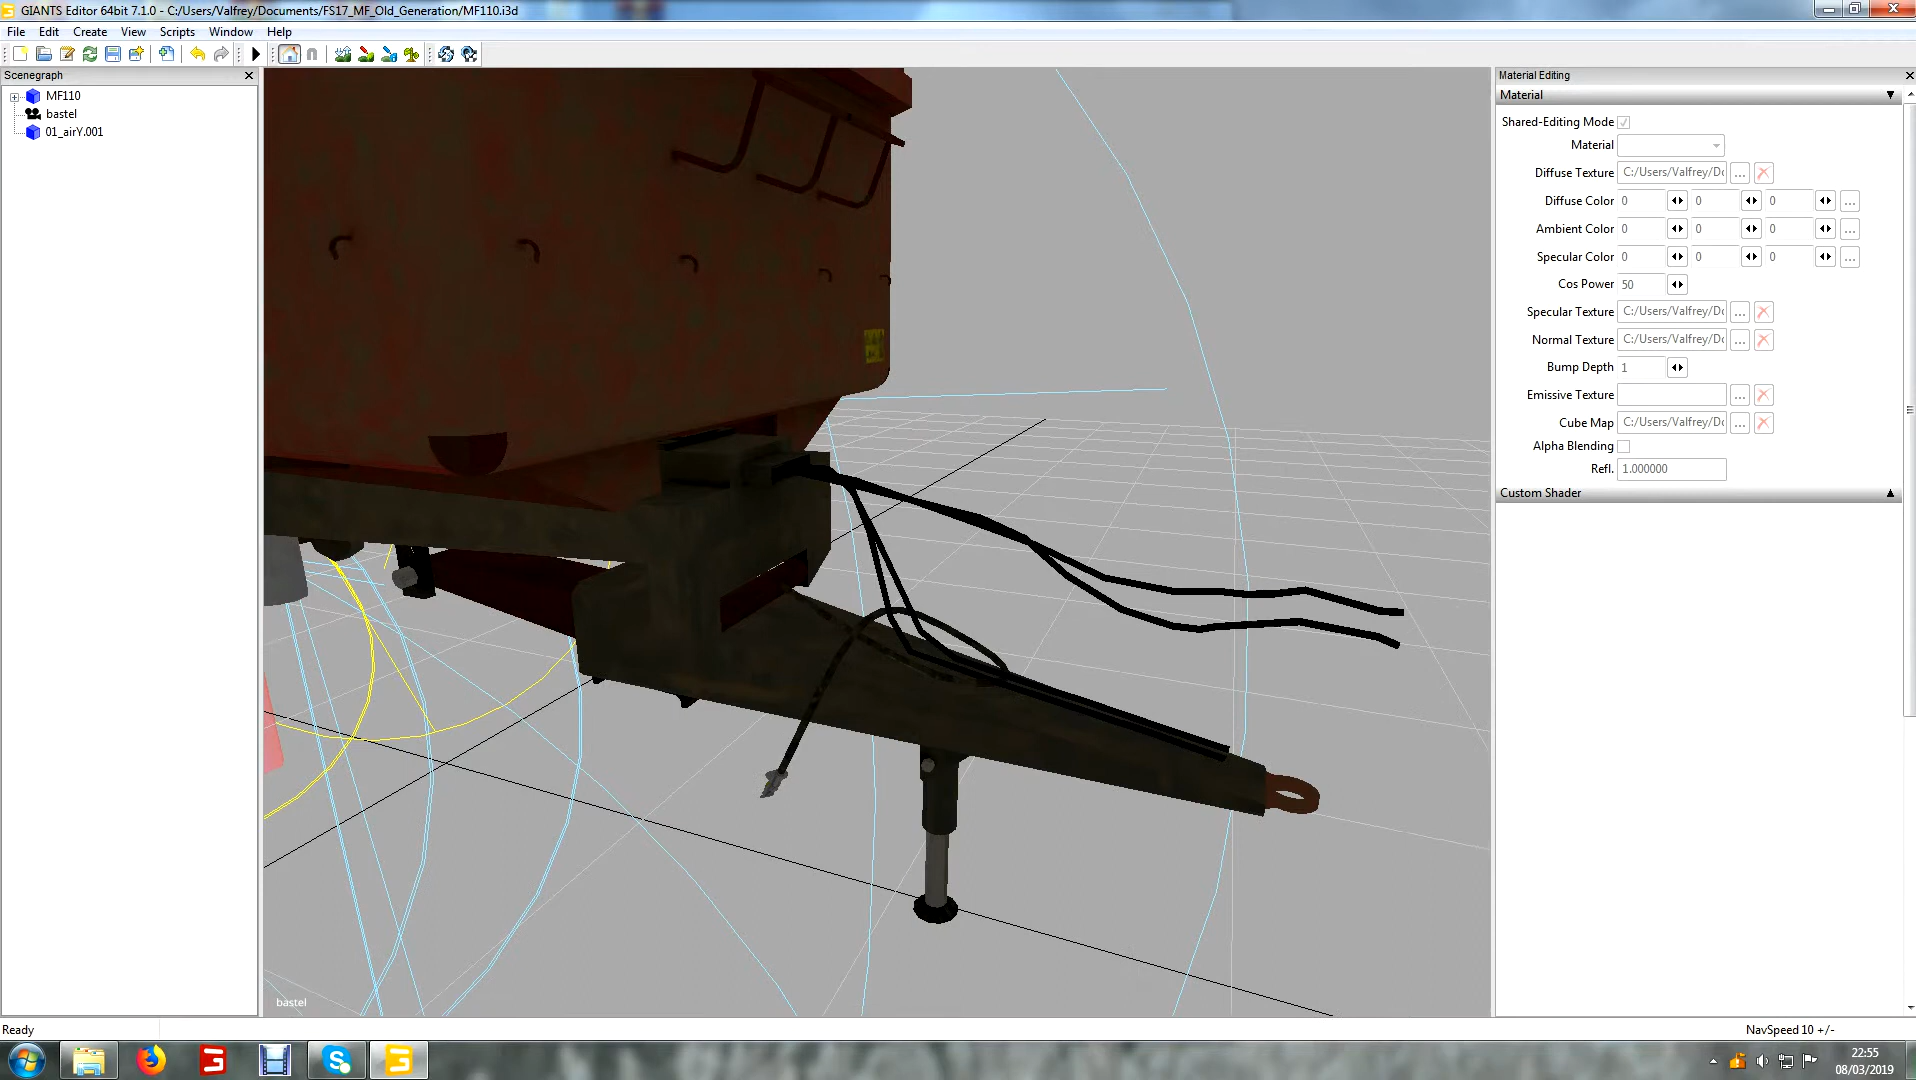 GIANTS Editor 64bit 7.1.0 - C:/Users/Valfrey/Documents/FS17_MF_Old_Generation/MF110.i3d
File Edit Create View Scripts Window Help
Scenegraph
MF110
bastel
01_airY.001
bastel
Material Editing
Material
Shared-Editing Mode
Material
Diffuse Texture C:/Users/Valfrey/Do ...
Diffuse Color 0 0 0 ...
Ambient Color 0 0 0 ...
Specular Color 0 0 0 ...
Cos Power 50
Specular Texture C:/Users/Valfrey/Do ...
Normal Texture C:/Users/Valfrey/Do ...
Bump Depth 1
Emissive Texture ...
Cube Map C:/Users/Valfrey/Do ...
Alpha Blending
Refl. 1.000000
Custom Shader
Ready
NavSpeed 10 +/-
22:55
08/03/2019